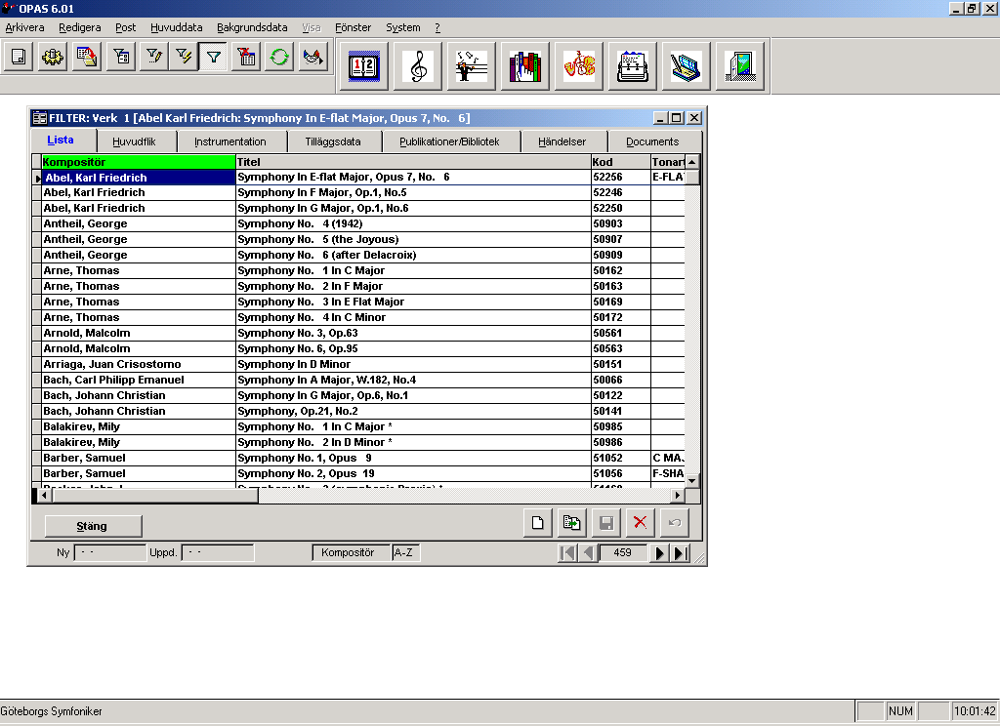 OPAS 6.01
Arkivera Redigera Post Huvuddata Bakgrundsdata Visa Fönster System ?
1 2
FILTER: Verk 1 [Abel Karl Friedrich: Symphony In E-flat Major, Opus 7, No. 6]
Lista Huvudflik Instrumentation Tilläggsdata Publikationer/Bibliotek Händelser Documents
Kompositör Titel Kod Tonart
Abel, Karl Friedrich Symphony In E-flat Major, Opus 7, No. 6 52256 E-FLA
Abel, Karl Friedrich Symphony In F Major, Op.1, No.5 52246
Abel, Karl Friedrich Symphony In G Major, Op.1, No.6 52250
Antheil, George Symphony No. 4 (1942) 50903
Antheil, George Symphony No. 5 (the Joyous) 50907
Antheil, George Symphony No. 6 (after Delacroix) 50909
Arne, Thomas Symphony No. 1 In C Major 50162
Arne, Thomas Symphony No. 2 In F Major 50163
Arne, Thomas Symphony No. 3 In E Flat Major 50169
Arne, Thomas Symphony No. 4 In C Minor 50172
Arnold, Malcolm Symphony No. 3, Op.63 50561
Arnold, Malcolm Symphony No. 6, Op.95 50563
Arriaga, Juan Crisostomo Symphony In D Minor 50151
Bach, Carl Philipp Emanuel Symphony In A Major, W.182, No.4 50066
Bach, Johann Christian Symphony In G Major, Op.6, No.1 50122
Bach, Johann Christian Symphony, Op.21, No.2 50141
Balakirev, Mily Symphony No. 1 In C Major * 50985
Balakirev, Mily Symphony No. 2 In D Minor * 50986
Barber, Samuel Symphony No. 1, Opus 9 51052 C MAJ
Barber, Samuel Symphony No. 2, Opus 19 51056 F-SHA
Stäng
Ny - - Uppd. - - Kompositör A-Z 459
Göteborgs Symfoniker NUM 10:01:42